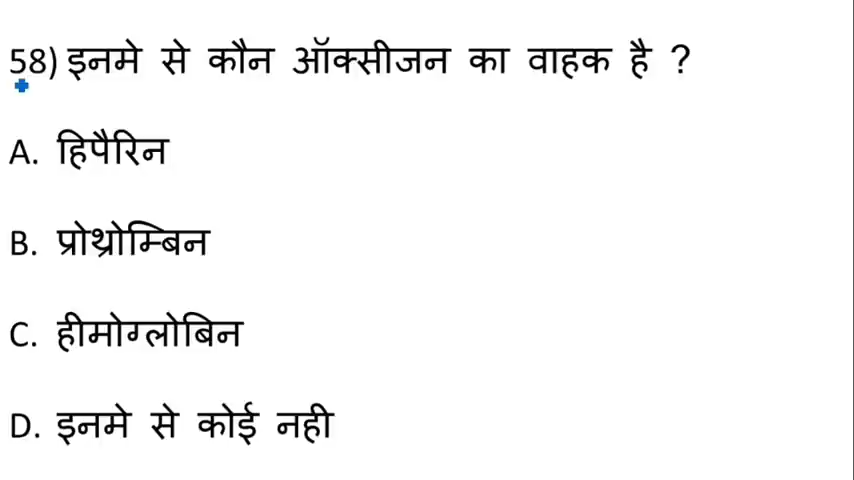 58) इनमे से कौन ऑक्सीजन का वाहक है ?
A. हिपैरिन
B. प्रोथ्रोम्बिन
C. हीमोग्लोबिन
D. इनमे से कोई नही